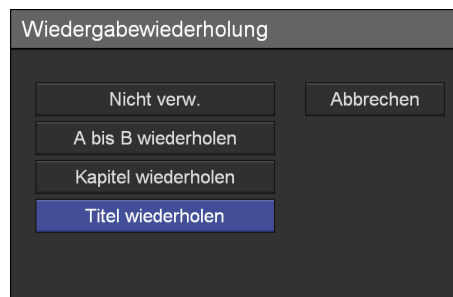 Wiedergabewiederholung
Nicht verw.
Abbrechen
A bis B wiederholen
Kapitel wiederholen
Titel wiederholen